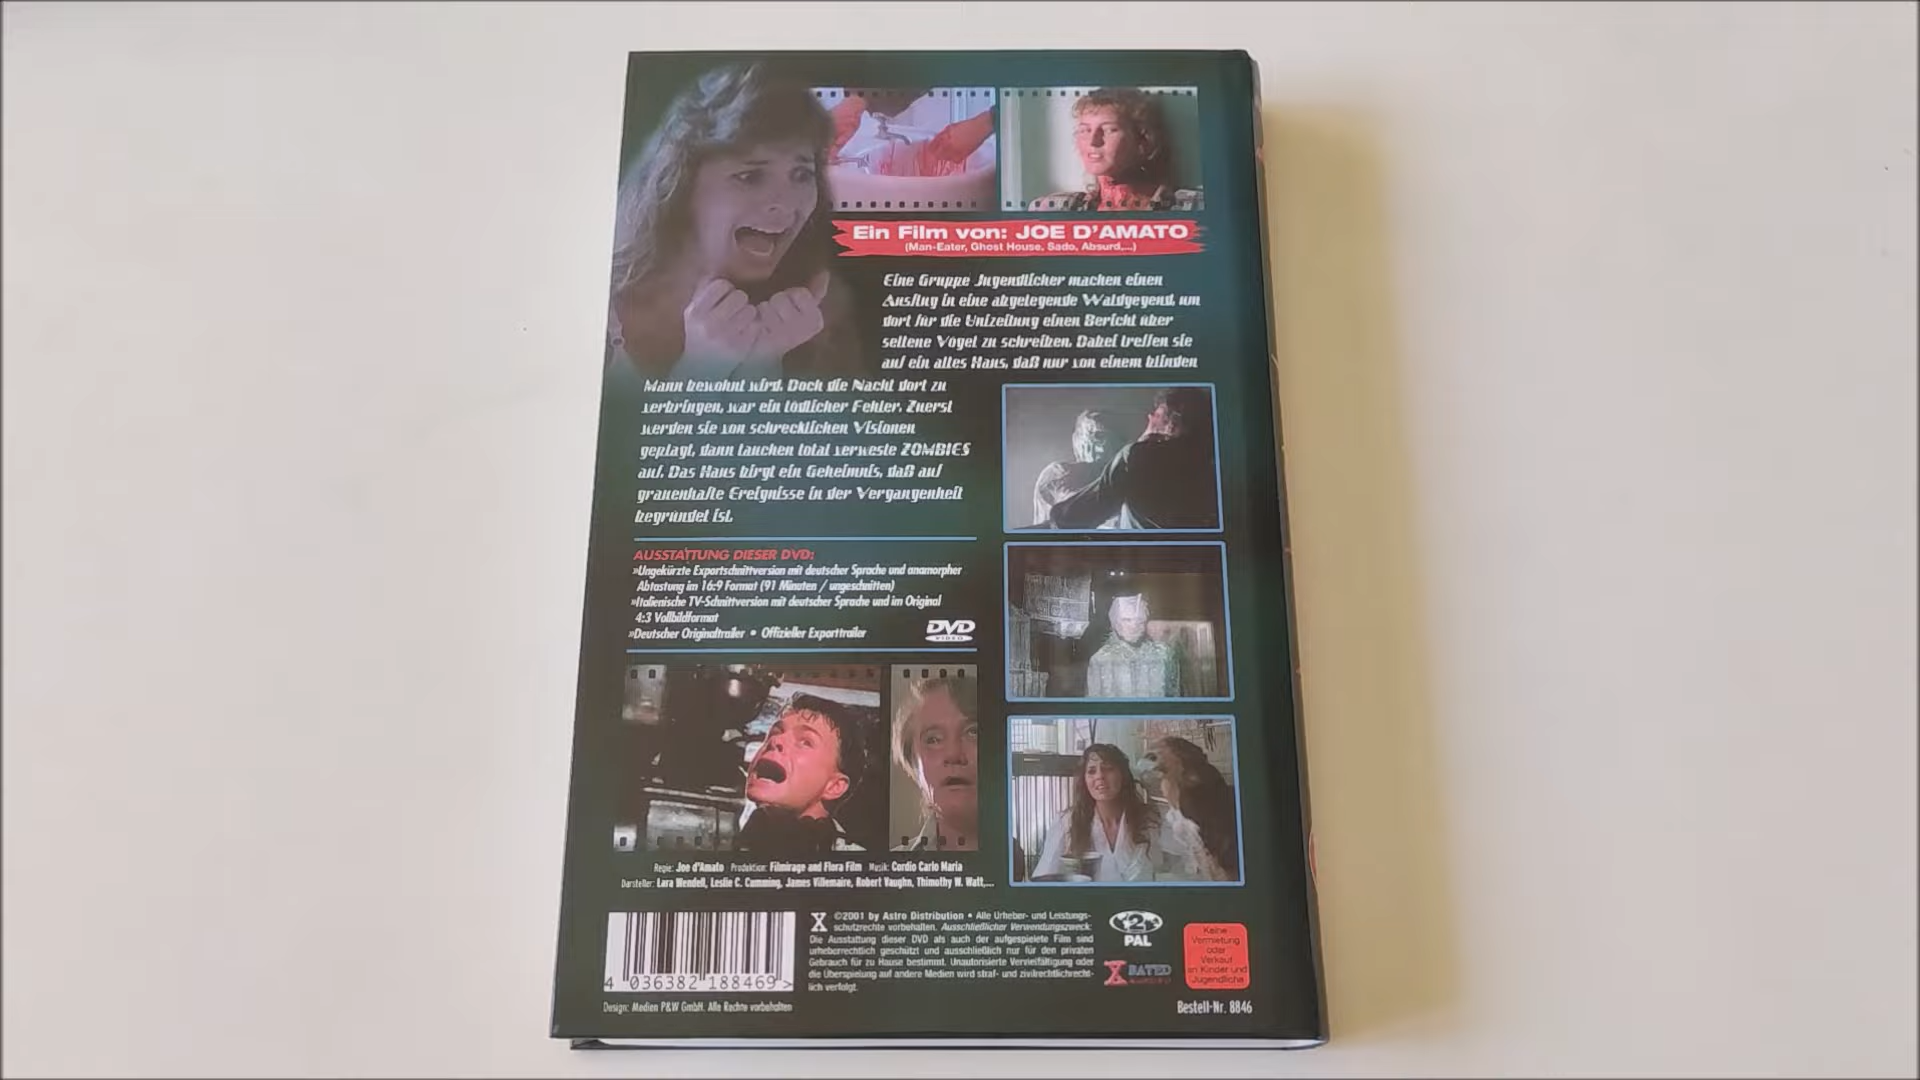 Ein Film von: JOE D'AMATO
(Man-Eater, Ghost House, Sado, Absurd,...)
Eine Gruppe Jugendlicher machen einen
Ausflug in eine abgelegende Waldgegend, um
dort für die Unizeitung einen Bericht über
seltene Vögel zu schreiben. Dabei treffen sie
auf ein altes Haus, daß nur von einem blinden
Mann bewohnt wird. Doch die Nacht dort zu
verbringen, war ein tödlicher Fehler. Zuerst
werden sie von schrecklichen Visionen
geplagt, dann tauchen total verweste ZOMBIES
auf. Das Haus birgt ein Geheimnis, daß auf
grauenhafte Ereignisse in der Vergangenheit
begründet ist.
AUSSTATTUNG DIESER DVD:
»Ungekürzte Exportschnittversion mit deutscher Sprache und anamorpher
Abtastung im 16:9 Format (91 Minuten / ungeschnitten)
»Italienische TV-Schnittversion mit deutscher Sprache und im Original
4:3 Vollbildformat
»Deutscher Originaltrailer • Offizieller Exporttrailer
DVD
VIDEO
Regie: Joe d'Amato Produktion: Filmirage and Flora Film Musik: Cordio Carlo Maria
Darsteller: Lara Wendell, Leslie C. Cumming, James Villemaire, Robert Vaughn, Thimothy W. Watt,...
X ©2001 by Astro Distribution • Alle Urheber- und Leistungs-
schutzrechte vorbehalten. Ausschließlicher Verwendungszweck:
Die Ausstattung dieser DVD als auch der aufgespielete Film sind
urheberrechtlich geschützt und ausschließlich nur für den privaten
Gebrauch für zu Hause bestimmt. Unautorisierte Vervielfältigung oder
die Überspielung auf andere Medien wird straf- und zivilrechtlichrecht-
lich verfolgt.
2
PAL
X RATED
Keine
Vermietung
oder
Verkauf
an Kinder und
Jugendliche
4 036382 188469 >
Design: Medien P&W GmbH. Alle Rechte vorbehalten
Bestell-Nr. 8846